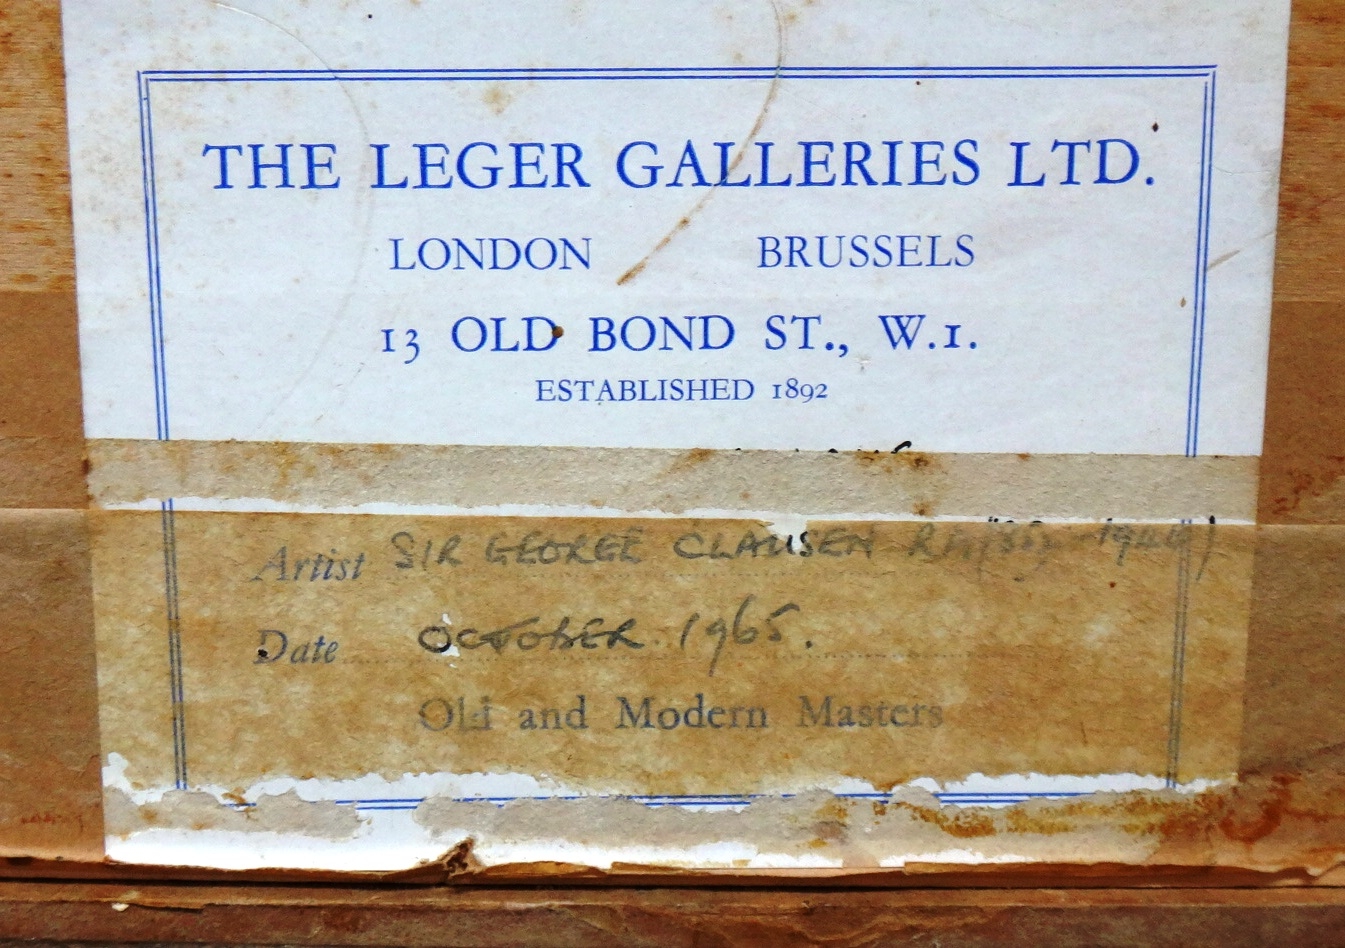 THE LEGER GALLERIES LTD.
LONDON BRUSSELS
13 OLD BOND ST., W.1.
ESTABLISHED 1892
Artist SIR GEORGE CLAUSEN RA
Date OCTOBER 1965.
Old and Modern Masters